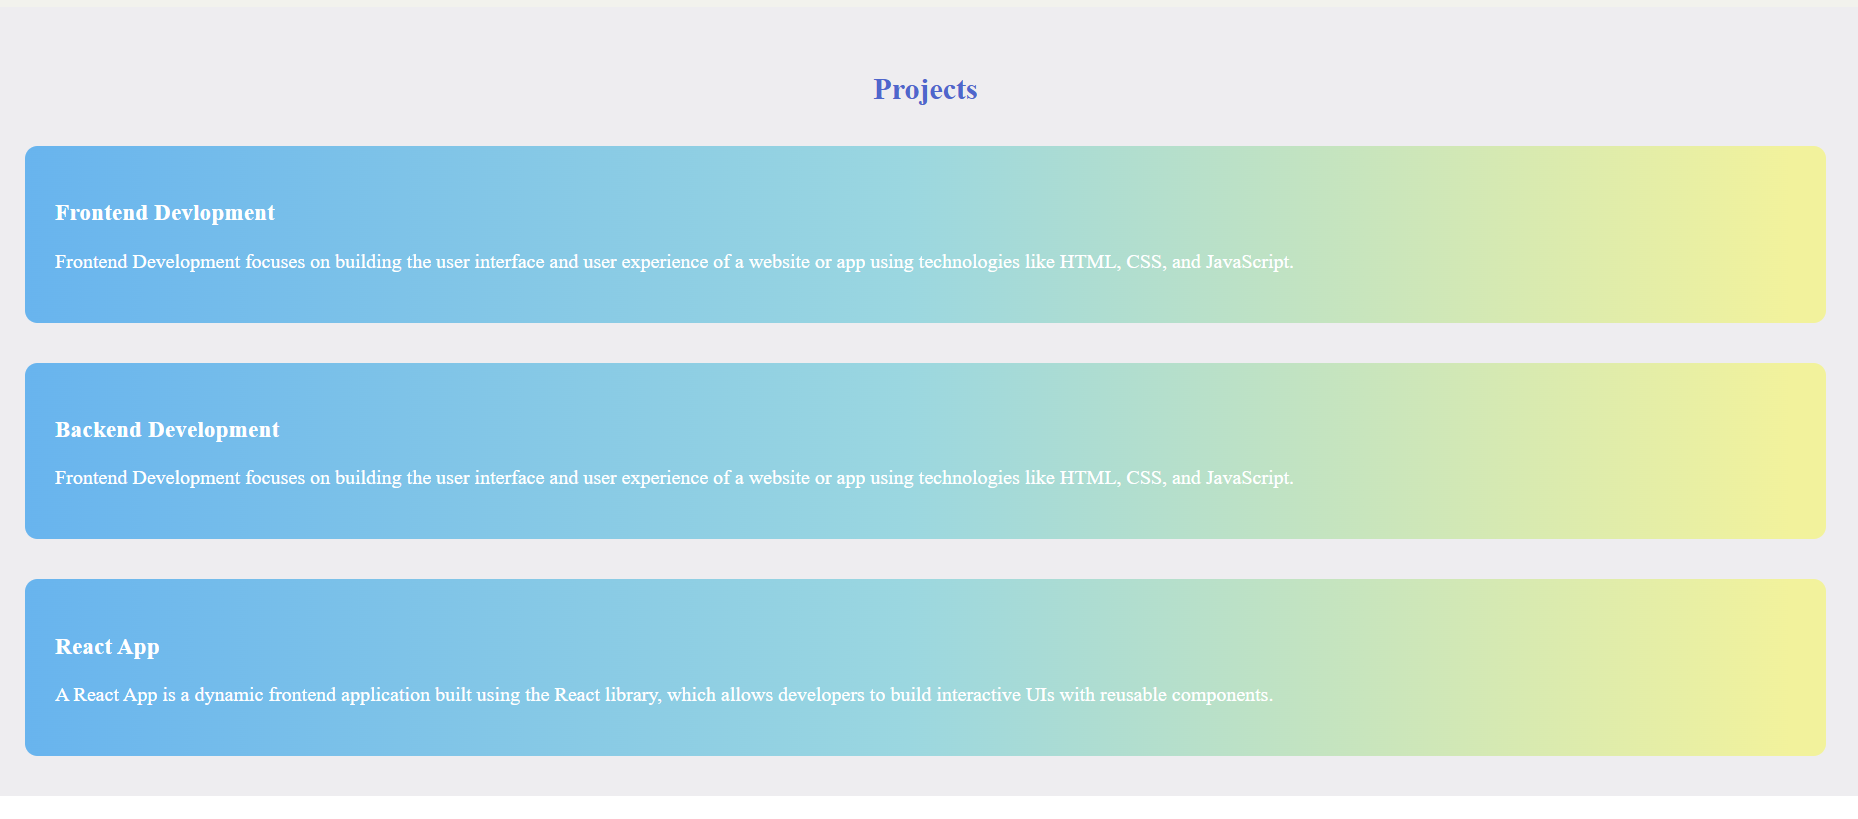 Projects
Frontend Devlopment
Frontend Development focuses on building the user interface and user experience of a website or app using technologies like HTML, CSS, and JavaScript.
Backend Development
Frontend Development focuses on building the user interface and user experience of a website or app using technologies like HTML, CSS, and JavaScript.
React App
A React App is a dynamic frontend application built using the React library, which allows developers to build interactive UIs with reusable components.